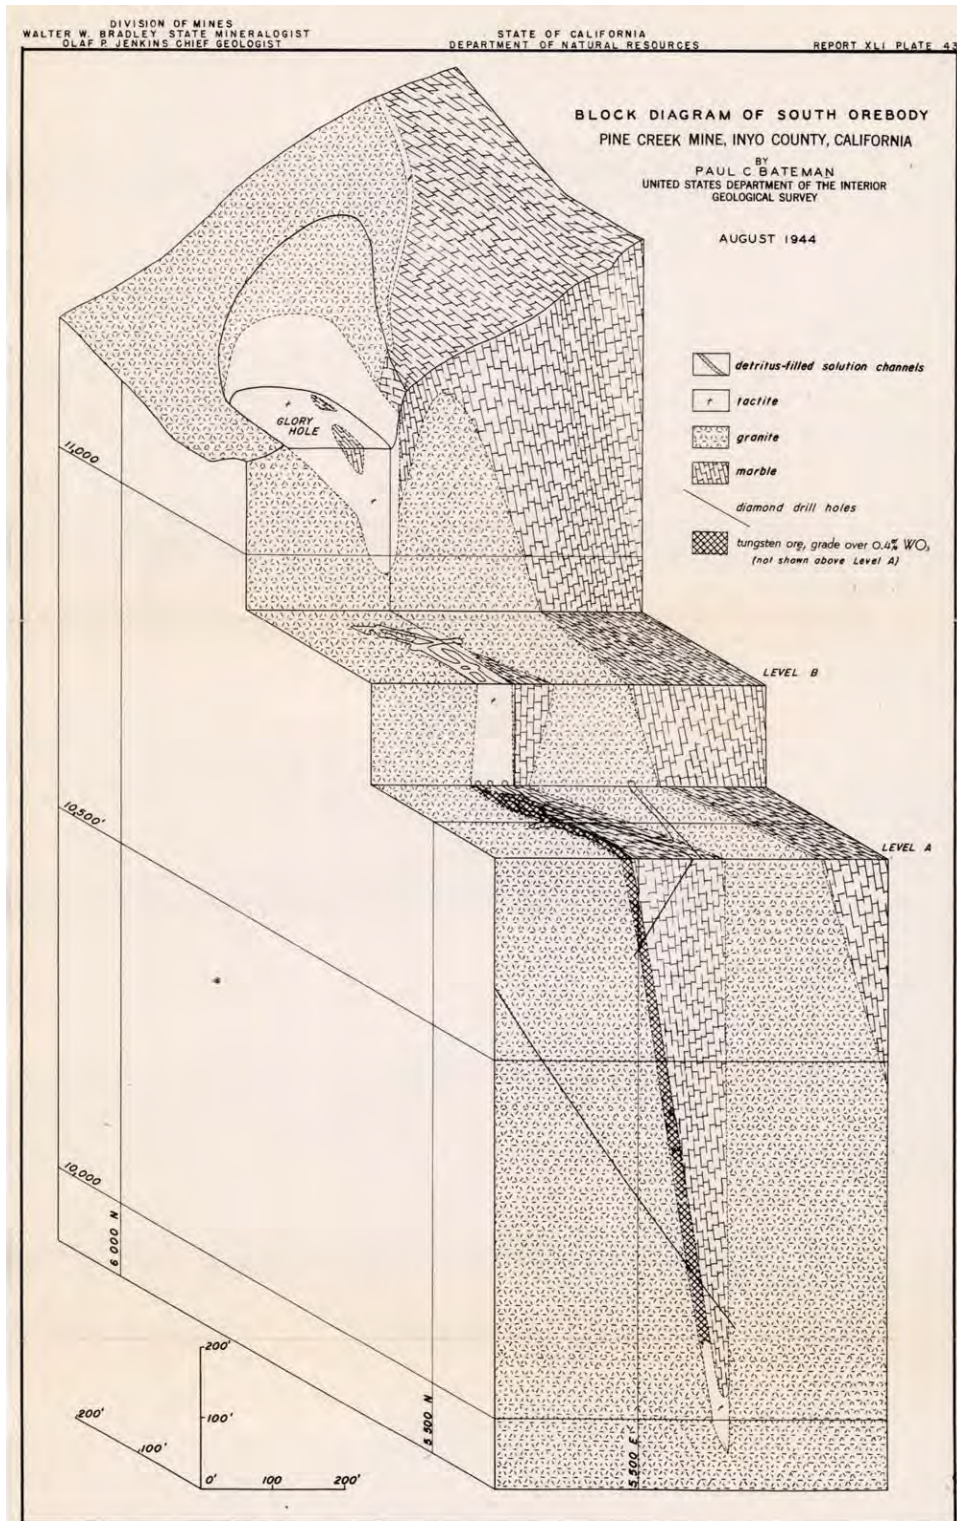 DIVISION OF MINES
WALTER W. BRADLEY STATE MINERALOGIST
OLAF P. JENKINS CHIEF GEOLOGIST
STATE OF CALIFORNIA
DEPARTMENT OF NATURAL RESOURCES
REPORT XLI PLATE 43
BLOCK DIAGRAM OF SOUTH OREBODY
PINE CREEK MINE, INYO COUNTY, CALIFORNIA
BY
PAUL C. BATEMAN
UNITED STATES DEPARTMENT OF THE INTERIOR
GEOLOGICAL SURVEY
AUGUST 1944
detritus-filled solution channels
tactite
granite
marble
diamond drill holes
tungsten ore, grade over 0.4% WO3
(not shown above Level A)
GLORY
HOLE
11,000
LEVEL B
10,500'
LEVEL A
10,000
6 000 N
5 500 N
5 500 E
200'
100'
0' 100 200'
200'
100'